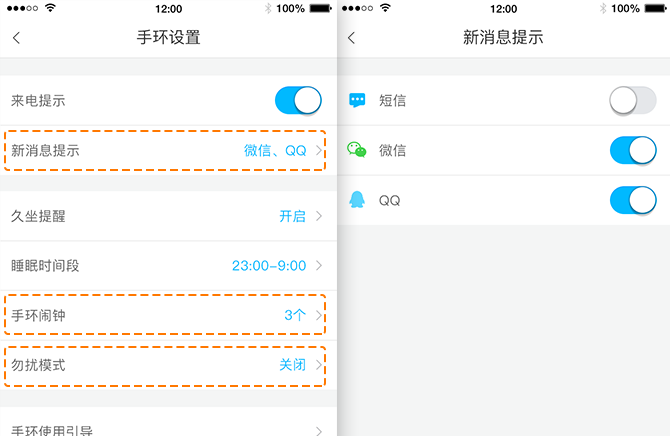 12:00
100%
手环设置
来电提示
新消息提示 微信、QQ
久坐提醒 开启
睡眠时间段 23:00-9:00
手环闹钟 3个
勿扰模式 关闭
手环使用引导
12:00
100%
新消息提示
短信
微信
QQ